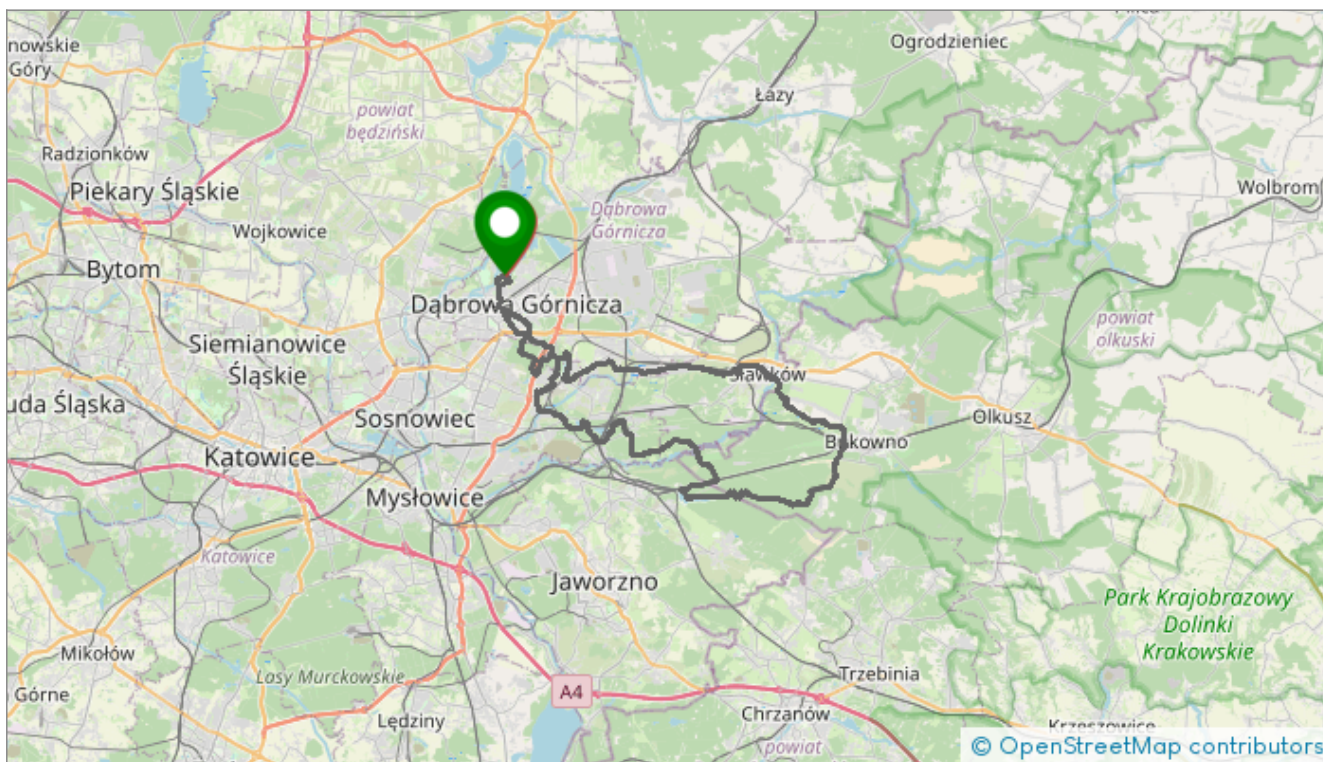 nowskie
Góry
Ogrodzieniec
Łazy
powiat
będziński
Radzionków
Piekary Śląskie
Wolbrom
Dąbrowa
Górnicza
Wojkowice
Bytom
Dąbrowa Górnicza
powiat
olkuski
Siemianowice
Śląskie
Sławków
uda Śląska
Sosnowiec
Olkusz
Bukowno
Katowice
Mysłowice
Katowice
Jaworzno
Park Krajobrazowy
Dolinki
Krakowskie
Mikołów
Lasy Murckowskie
Trzebinia
Górne
A4
Lędziny
Chrzanów
Krzeszowice
powiat
© OpenStreetMap contributors